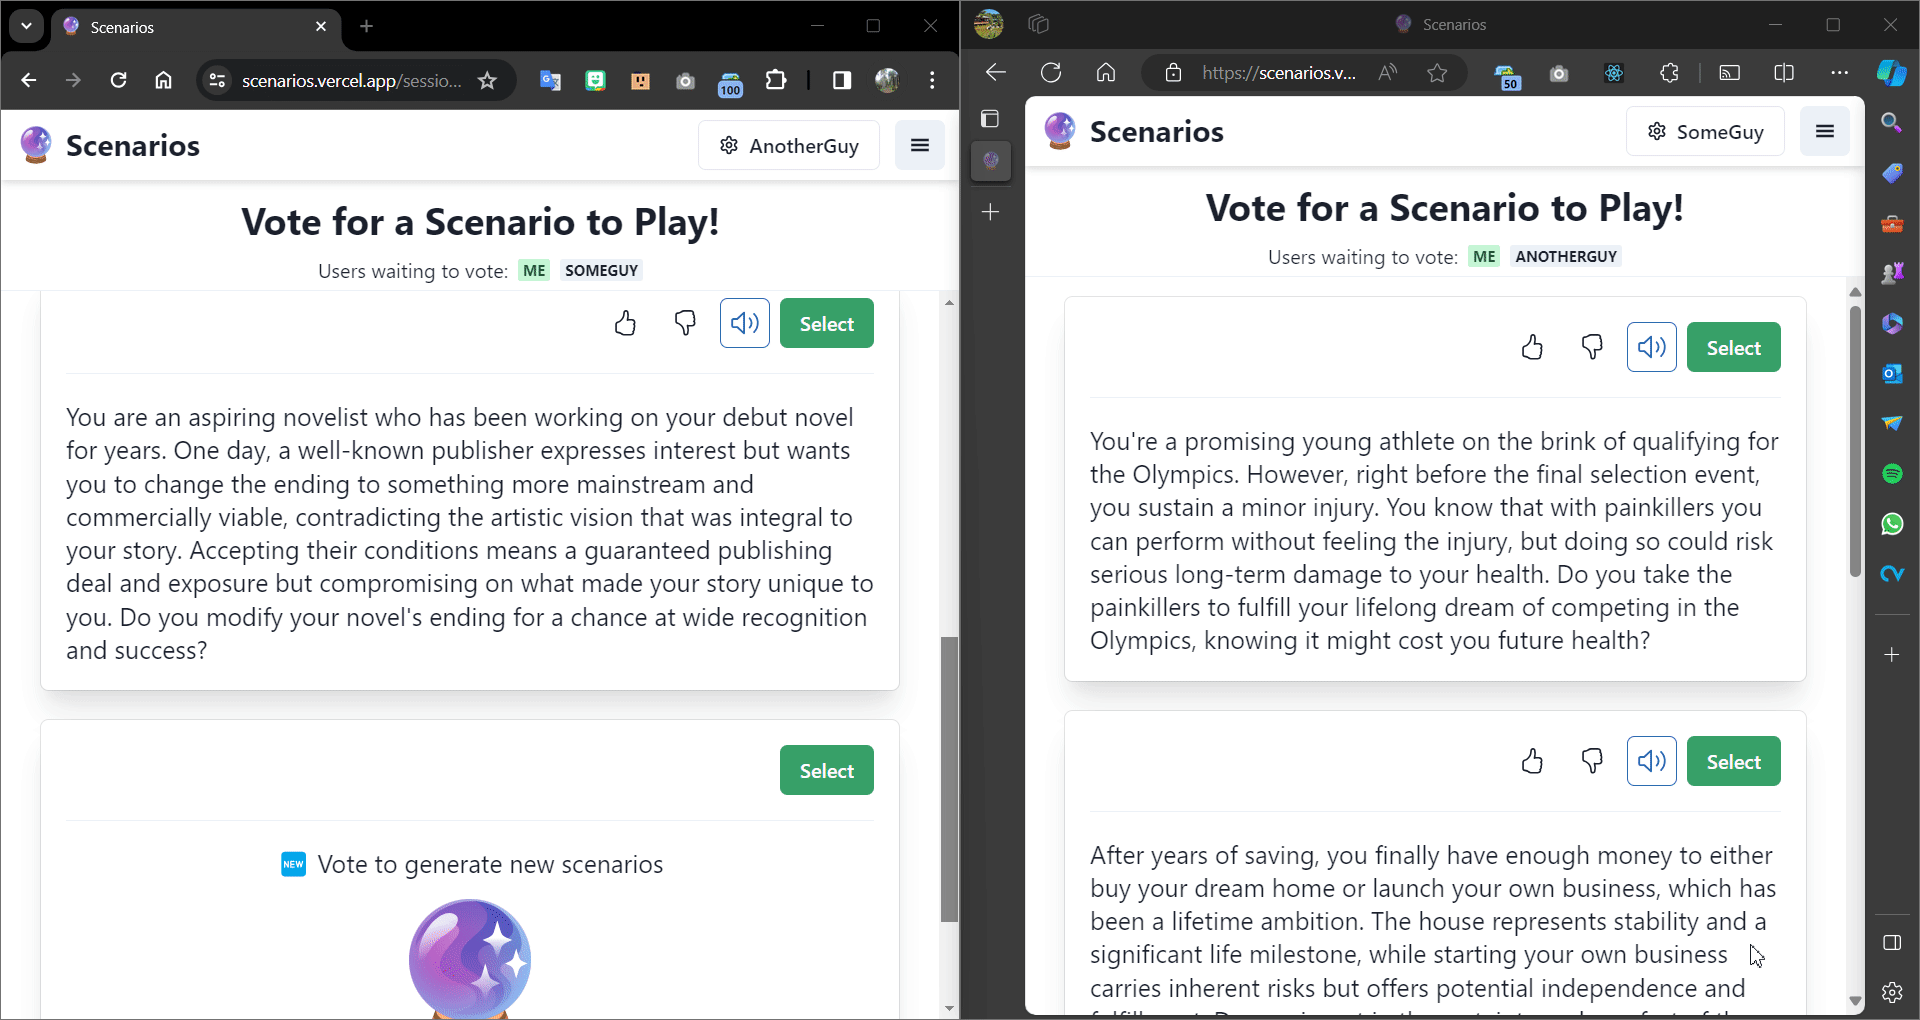 Scenarios
scenarios.vercel.app/sessio...
100
Scenarios
AnotherGuy
Vote for a Scenario to Play!
Users waiting to vote: ME SOMEGUY
Select
You are an aspiring novelist who has been working on your debut novel
for years. One day, a well-known publisher expresses interest but wants
you to change the ending to something more mainstream and
commercially viable, contradicting the artistic vision that was integral to
your story. Accepting their conditions means a guaranteed publishing
deal and exposure but compromising on what made your story unique to
you. Do you modify your novel's ending for a chance at wide recognition
and success?
Select
NEW Vote to generate new scenarios
Scenarios
https://scenarios.v...
50
Scenarios
SomeGuy
Vote for a Scenario to Play!
Users waiting to vote: ME ANOTHERGUY
Select
You're a promising young athlete on the brink of qualifying for
the Olympics. However, right before the final selection event,
you sustain a minor injury. You know that with painkillers you
can perform without feeling the injury, but doing so could risk
serious long-term damage to your health. Do you take the
painkillers to fulfill your lifelong dream of competing in the
Olympics, knowing it might cost you future health?
Select
After years of saving, you finally have enough money to either
buy your dream home or launch your own business, which has
been a lifetime ambition. The house represents stability and a
significant life milestone, while starting your own business
carries inherent risks but offers potential independence and